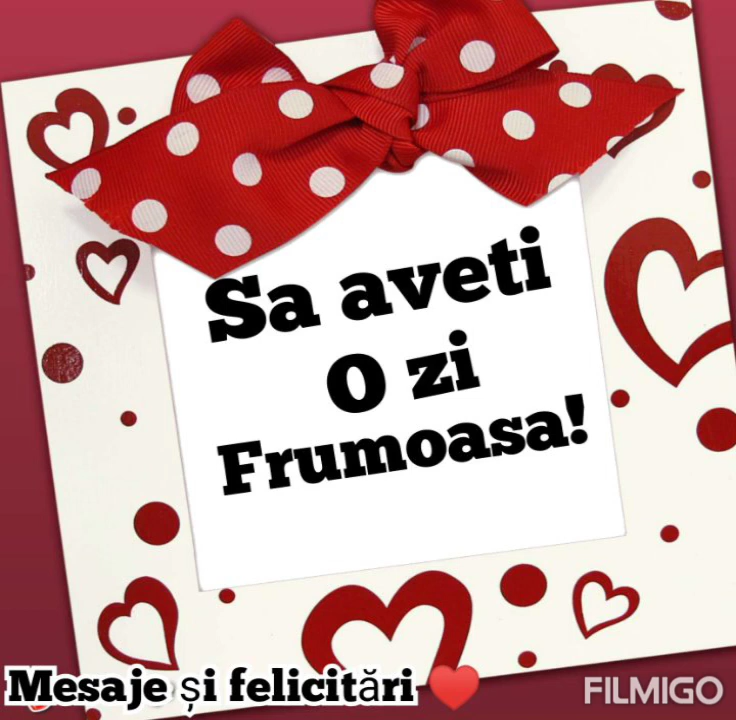 Sa aveti
O zi
Frumoasa!
Mesaje și felicitări ❤️
FILMIGO